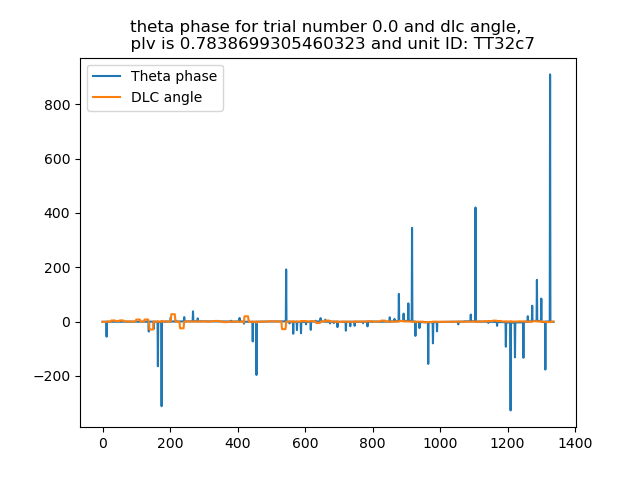 theta phase for trial number 0.0 and dlc angle,
plv is 0.7838699305460323 and unit ID: TT32c7
Theta phase
DLC angle
800
600
400
200
0
−200
0 200 400 600 800 1000 1200 1400